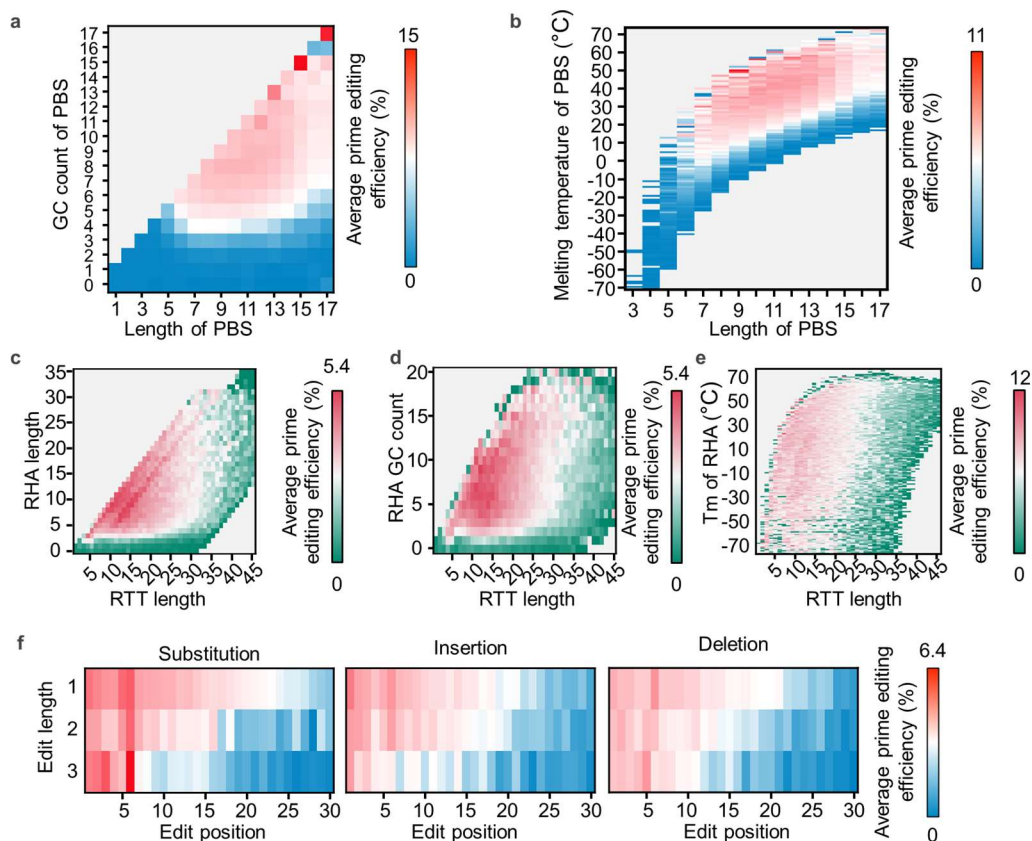 a
GC count of PBS
17
16
15
14
13
12
11
10
9
8
7
6
5
4
3
2
1
0
1 3 5 7 9 11 13 15 17
Length of PBS
15
Average prime editing
efficiency (%)
0
b
Melting temperature of PBS (°C)
70
60
50
40
30
20
10
0
-10
-20
-30
-40
-50
-60
-70
3 5 7 9 11 13 15 17
Length of PBS
11
Average prime editing
efficiency (%)
0
c
RHA length
35
30
25
20
15
10
5
0
5 10 15 20 25 30 35 40 45
RTT length
5.4
Average prime
editing efficiency (%)
0
d
RHA GC count
20
15
10
5
0
5 10 15 20 25 30 35 40 45
RTT length
5.4
Average prime
editing efficiency (%)
0
e
Tm of RHA (°C)
70
50
30
10
-10
-30
-50
-70
5 10 15 20 25 30 35 40 45
RTT length
12
Average prime
editing efficiency (%)
0
f
Substitution Insertion Deletion
Edit length
1
2
3
5 10 15 20 25 30
Edit position
5 10 15 20 25 30
Edit position
5 10 15 20 25 30
Edit position
6.4
Average prime editing
efficiency (%)
0